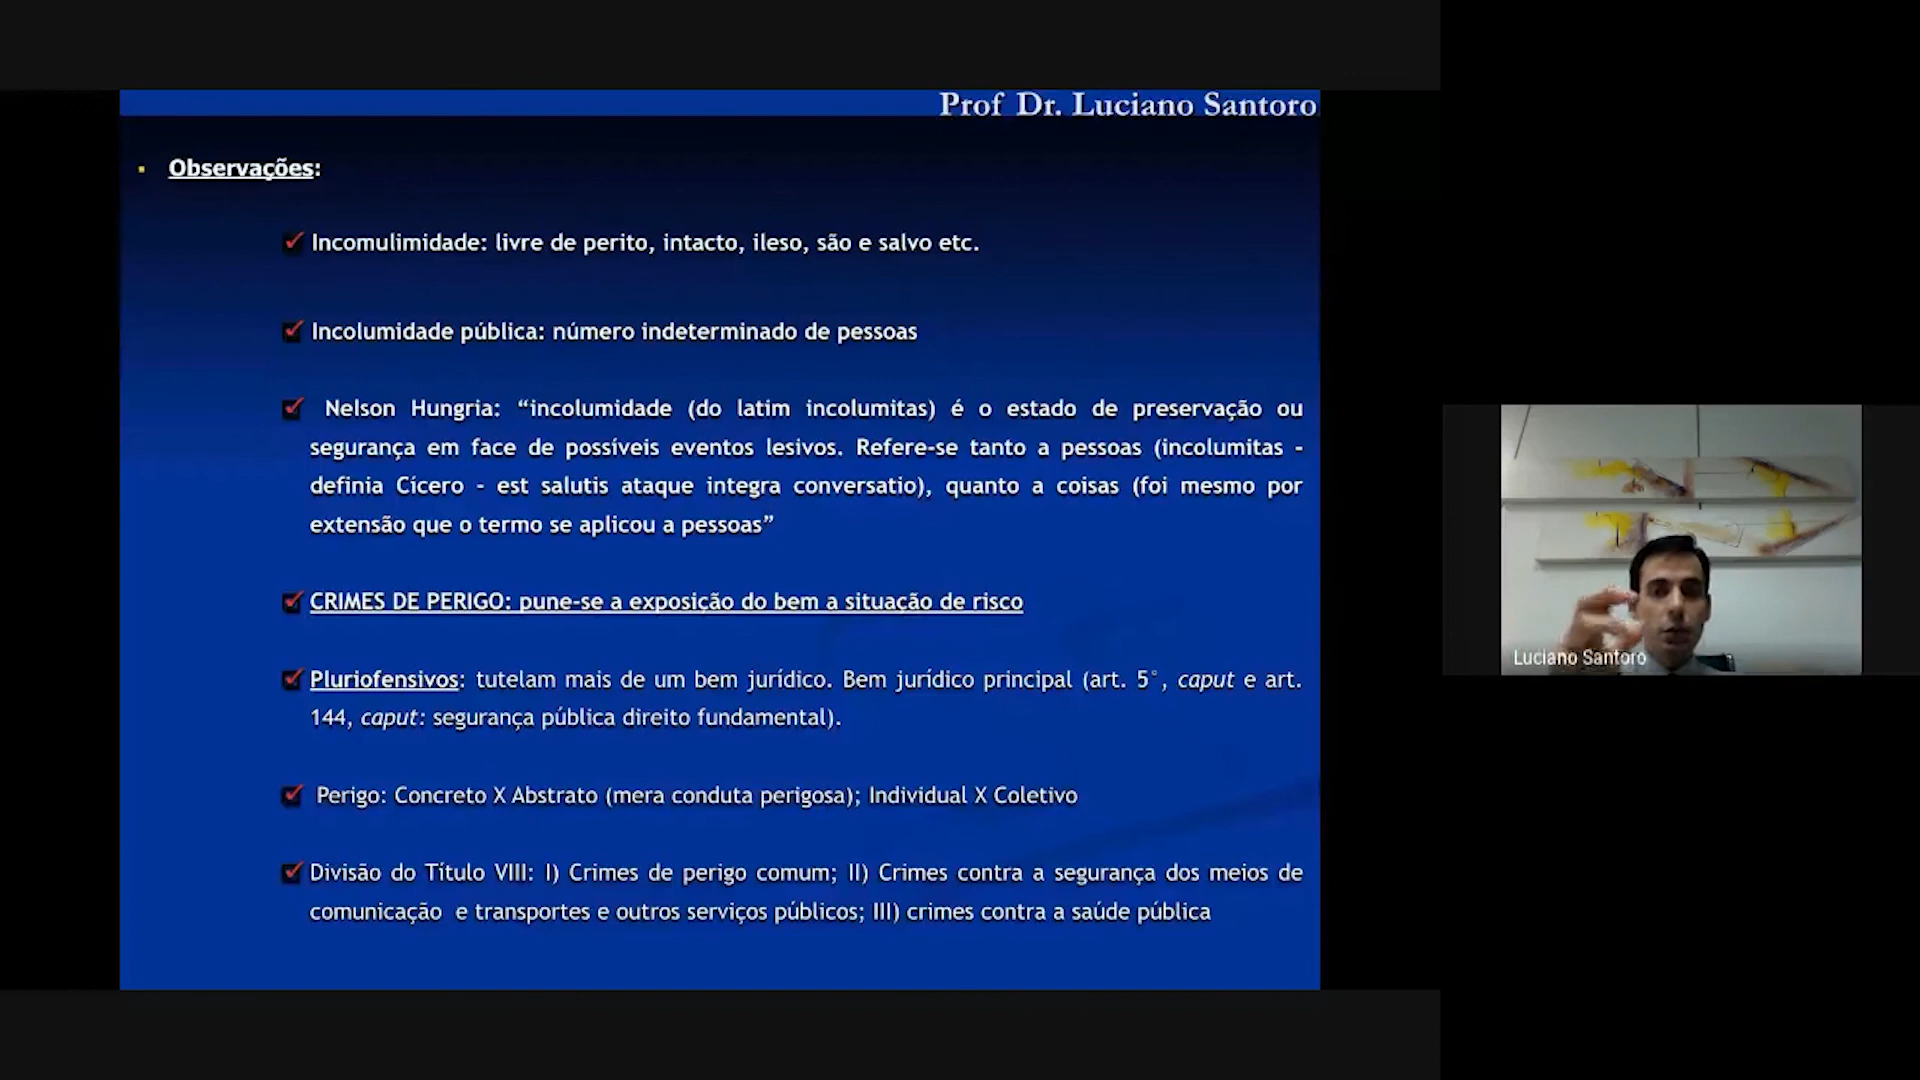 Prof Dr. Luciano Santoro
Observações:
Incomulimidade: livre de perito, intacto, ileso, são e salvo etc.
Incolumidade pública: número indeterminado de pessoas
Nelson Hungria: “incolumidade (do latim incolumitas) é o estado de preservação ou
segurança em face de possíveis eventos lesivos. Refere-se tanto a pessoas (incolumitas -
definia Cícero - est salutis ataque integra conversatio), quanto a coisas (foi mesmo por
extensão que o termo se aplicou a pessoas”
CRIMES DE PERIGO: pune-se a exposição do bem a situação de risco
Pluriofensivos: tutelam mais de um bem jurídico. Bem jurídico principal (art. 5°, caput e art.
144, caput: segurança pública direito fundamental).
Perigo: Concreto X Abstrato (mera conduta perigosa); Individual X Coletivo
Divisão do Título VIII: I) Crimes de perigo comum; II) Crimes contra a segurança dos meios de
comunicação e transportes e outros serviços públicos; III) crimes contra a saúde pública
Luciano Santoro